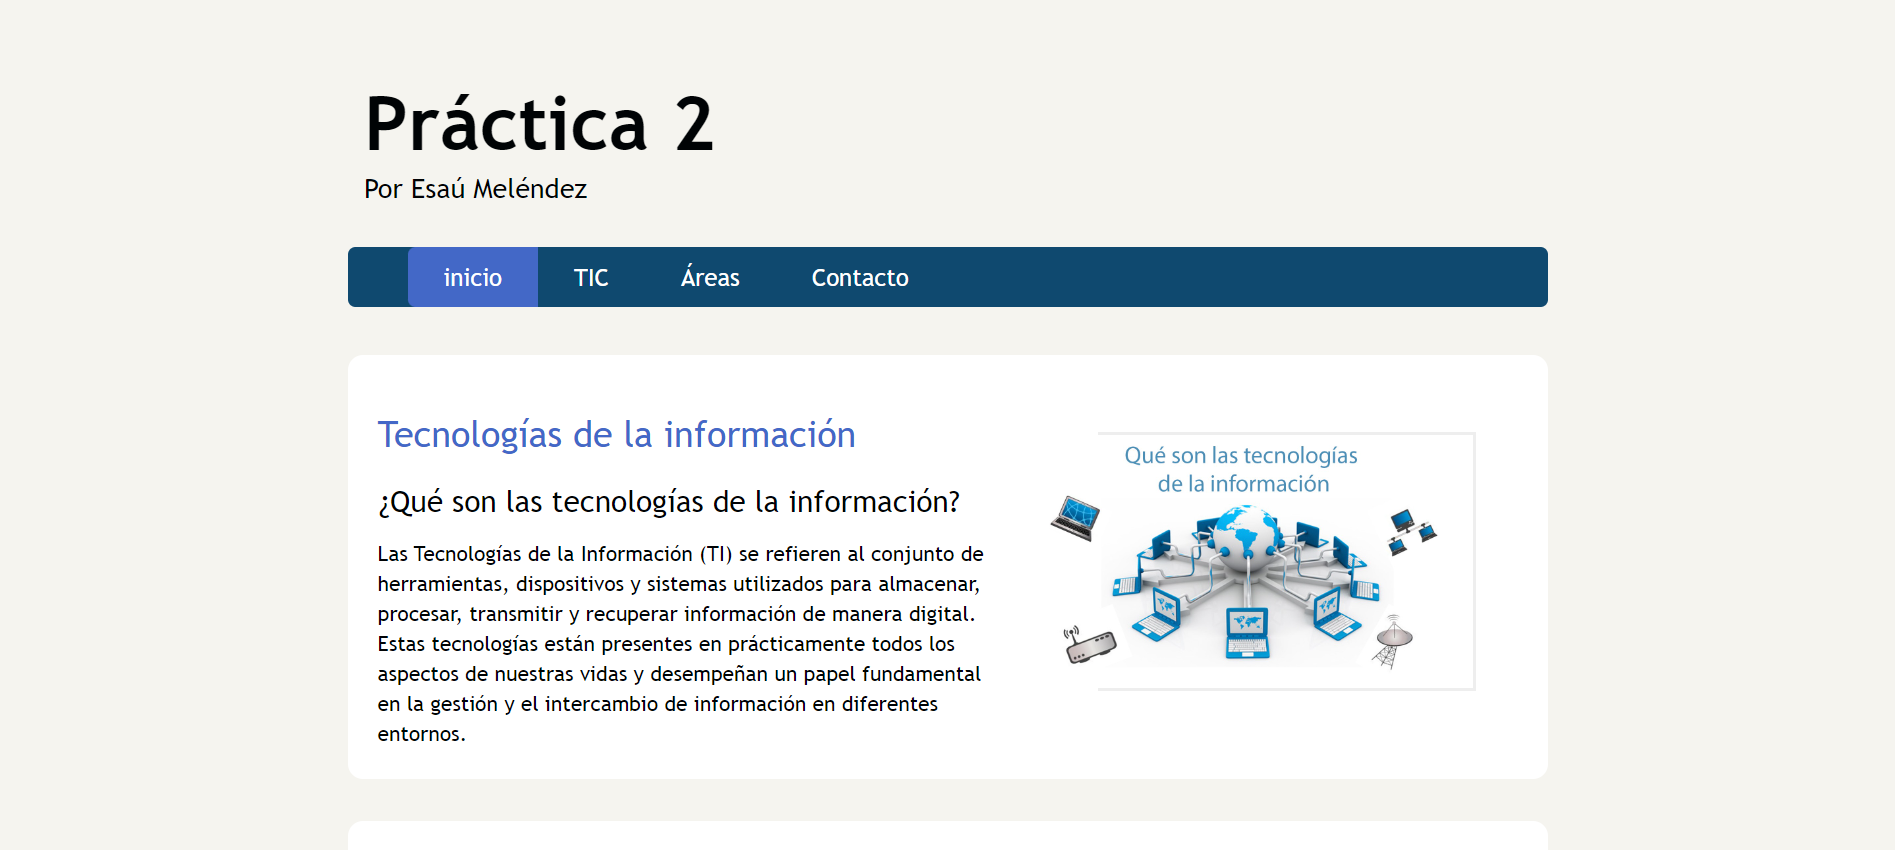 Práctica 2
Por Esaú Meléndez
inicio TIC Áreas Contacto
Tecnologías de la información
¿Qué son las tecnologías de la información?
Las Tecnologías de la Información (TI) se refieren al conjunto de
herramientas, dispositivos y sistemas utilizados para almacenar,
procesar, transmitir y recuperar información de manera digital.
Estas tecnologías están presentes en prácticamente todos los
aspectos de nuestras vidas y desempeñan un papel fundamental
en la gestión y el intercambio de información en diferentes
entornos.
Qué son las tecnologías
de la información